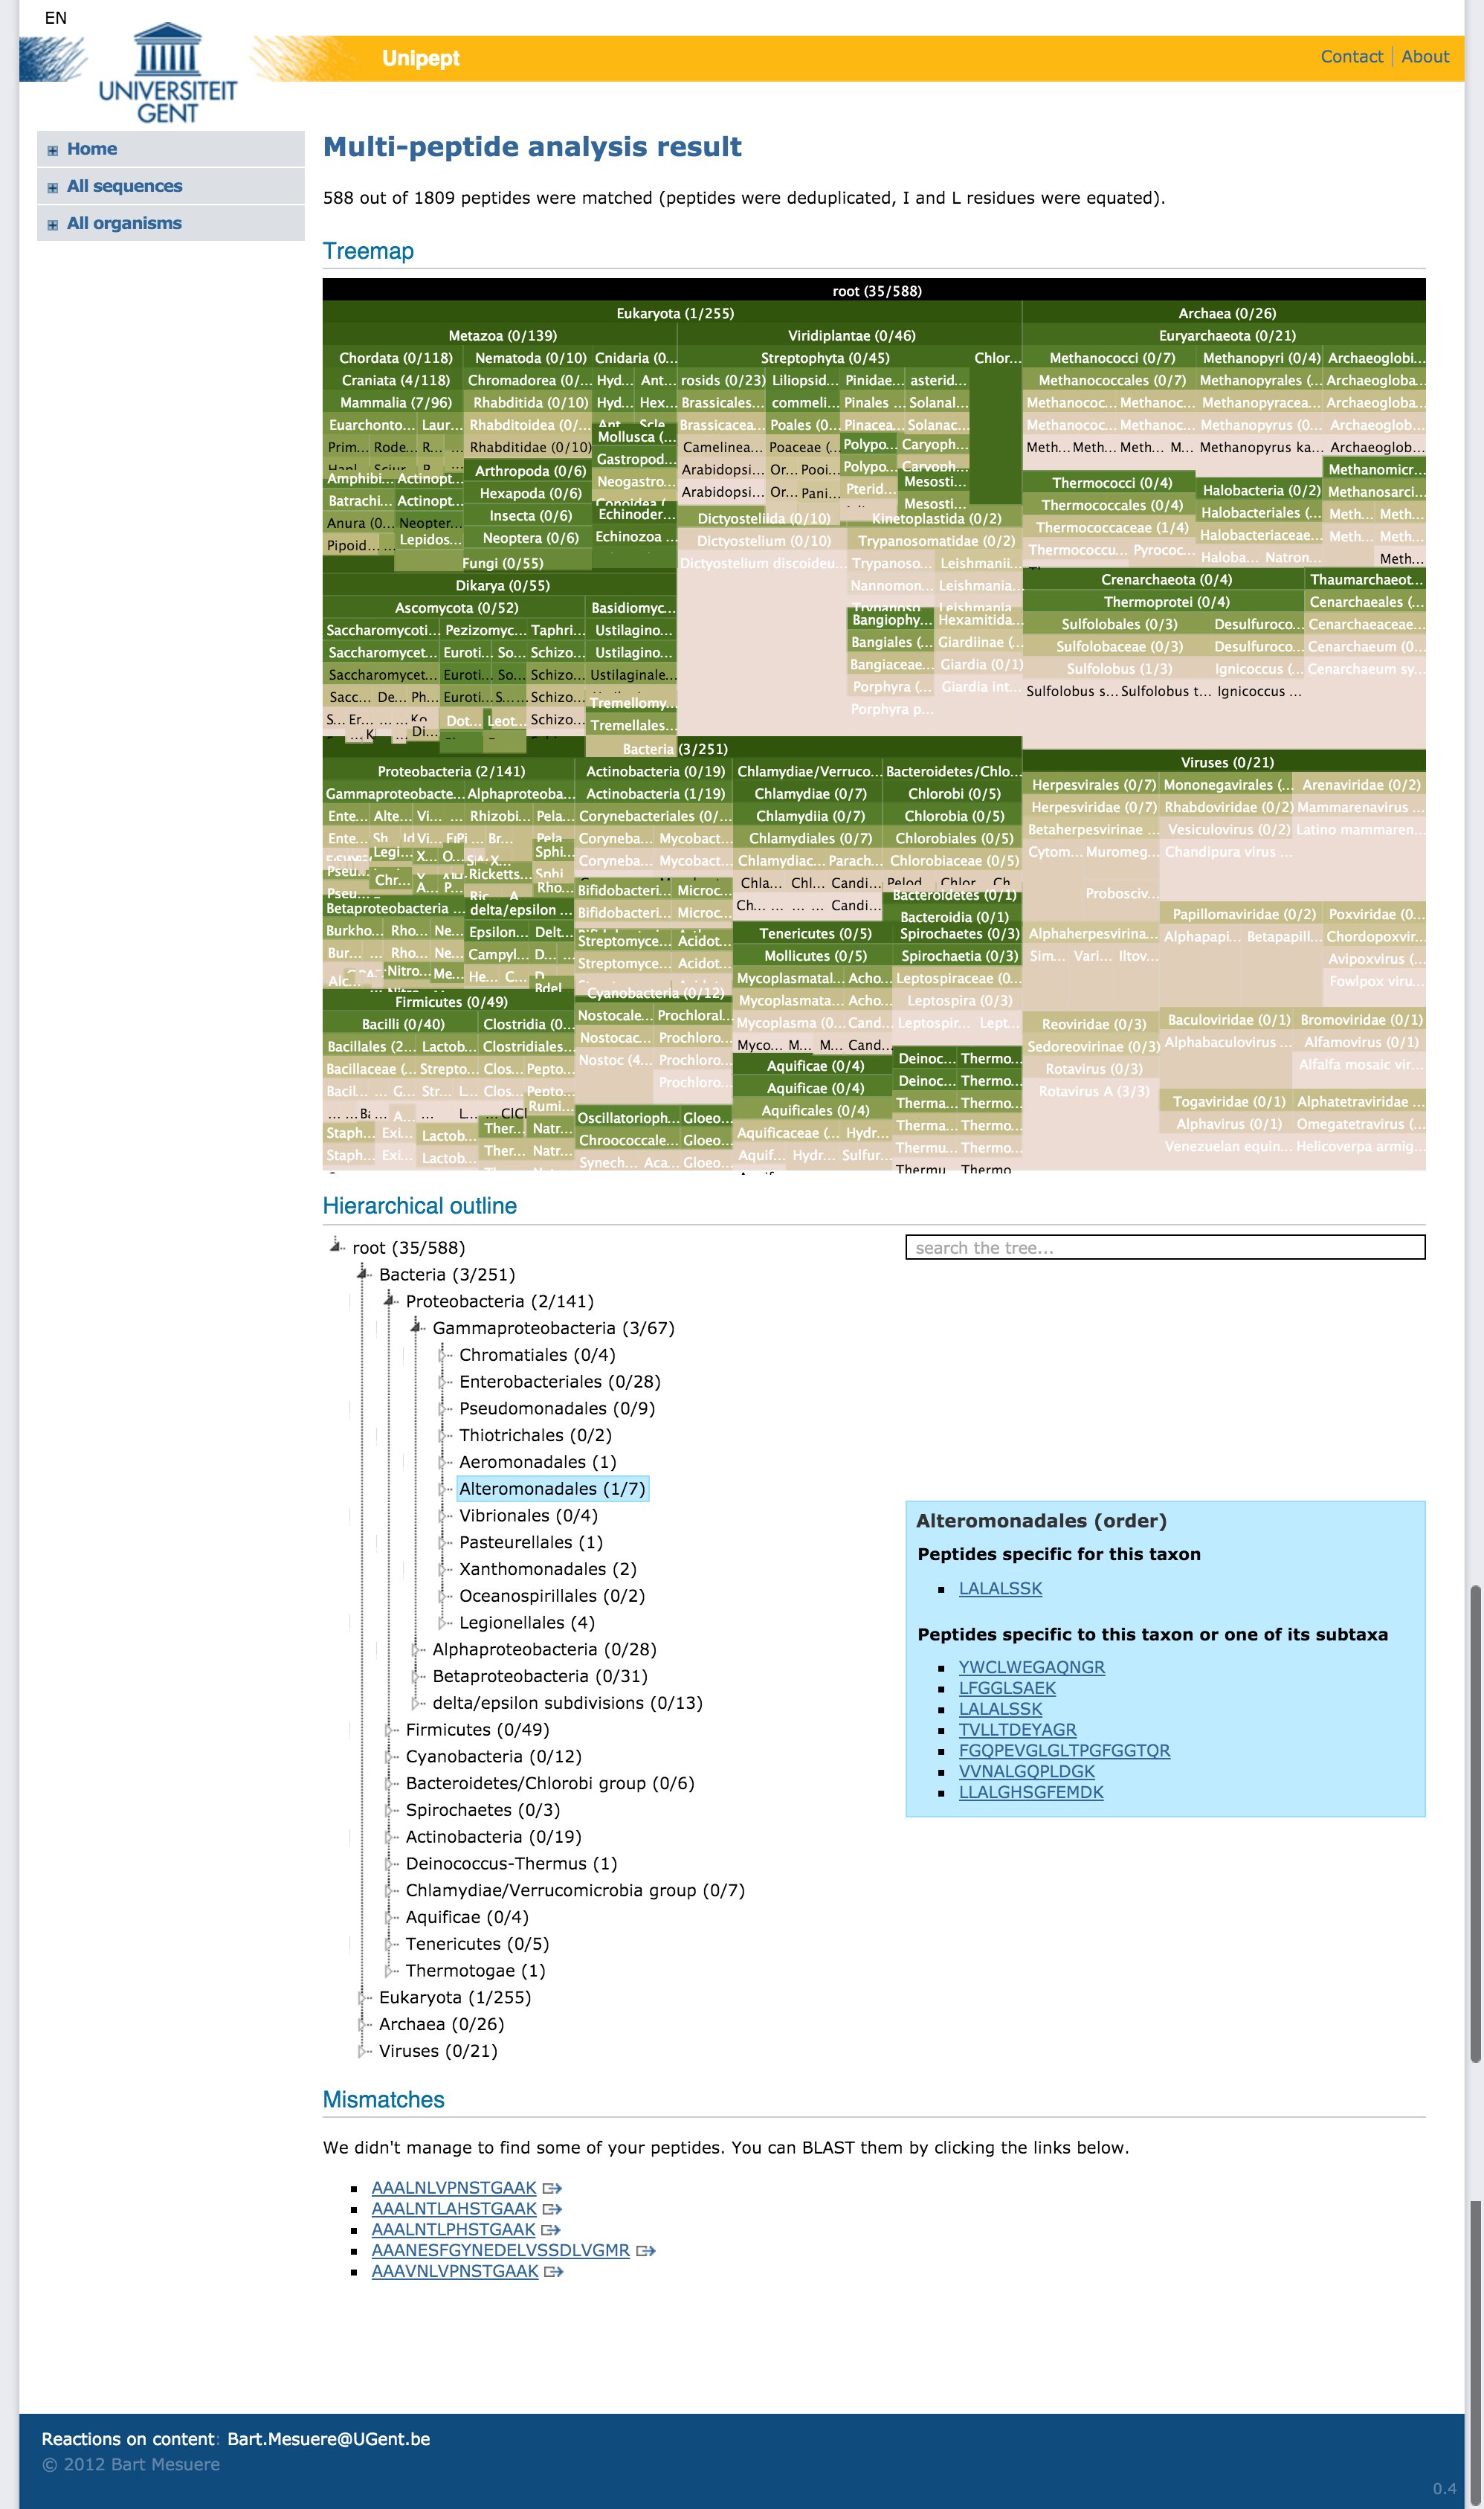 EN
UNIVERSITEIT
GENT
Unipept
Contact About
Home
All sequences
All organisms
Multi-peptide analysis result
588 out of 1809 peptides were matched (peptides were deduplicated, I and L residues were equated).
Treemap
root (35/588)
Eukaryota (1/255) Archaea (0/26)
Metazoa (0/139) Viridiplantae (0/46) Euryarchaeota (0/21)
Chordata (0/118) Nematoda (0/10) Cnidaria (0... Streptophyta (0/45) Chlor... Methanococci (0/7) Methanopyri (0/4) Archaeoglobi...
Craniata (4/118) Chromadorea (0/... Hyd... Ant... rosids (0/23) Liliopsid... Pinidae... asterid... Methanococcales (0/7) Methanopyrales (... Archaeogloba...
Mammalia (7/96) Rhabditida (0/10) Hyd... Hex... Brassicales... commeli... Pinales ... Solanal... Methanococ... Methanoc... Methanopyracea... Archaeogloba...
Euarchonto... Laur... Rhabditoidea (0/... Brassicacea... Poales (0... Pinacea... Solanac... Methanococ... Methanoc... Methanopyrus (0... Archaeoglob...
Prim... Rode... R... ... Rhabditidae (0/10) Mollusca (... Camelinea... Poaceae (... Polypo... Caryoph... Meth... Meth... Meth... M... Methanopyrus ka... Archaeoglob...
Arthropoda (0/6) Gastropod... Arabidopsi... Or... Pooi... Polypo... Caryoph... Methanomicr...
Amphibi... Actinopt... Hexapoda (0/6) Neogastro... Arabidopsi... Or... Pani... Pterid... Mesosti... Thermococci (0/4) Halobacteria (0/2) Methanosarci...
Batrachi... Actinopt... Insecta (0/6) Echinoder... Dictyosteliida (0/10) Mesosti... Kinetoplastida (0/2) Thermococcales (0/4) Halobacteriales (... Meth... Meth...
Anura (0... Neopter... Neoptera (0/6) Echinozoa ... Dictyostelium (0/10) Trypanosomatidae (0/2) Thermococcaceae (1/4) Halobacteriaceae... Meth... Meth...
Pipoid... ... Lepidos... Fungi (0/55) Dictyostelium discoideu... Trypanoso... Leishmanii... Thermococcu... Pyrococ... Haloba... Natron... Meth...
Dikarya (0/55) Nannomon... Leishmania... Crenarchaeota (0/4) Thaumarchaeot...
Ascomycota (0/52) Basidiomyc... Trypanoso... Leishmania... Thermoprotei (0/4) Cenarchaeales (...
Saccharomycoti... Pezizomyc... Taphri... Ustilagino... Bangiophy... Hexamitida... Sulfolobales (0/3) Desulfuroco... Cenarchaeaceae...
Saccharomycet... Euroti... So... Schizo... Ustilagino... Bangiales (... Giardiinae (... Sulfolobaceae (0/3) Desulfuroco... Cenarchaeum (0...
Saccharomycet... Euroti... So... Schizo... Ustilaginale... Bangiaceae... Giardia (0/1) Sulfolobus (1/3) Ignicoccus (... Cenarchaeum sy...
Sacc... De... Ph... Euroti... S... ... Schizo... Tremellomy... Porphyra (... Giardia int... Sulfolobus s... Sulfolobus t... Ignicoccus ...
S... Er... ... ... Ko... Di... Dot... Leot... Schizo... Tremellales... Porphyra p...
Bacteria (3/251) Viruses (0/21)
Proteobacteria (2/141) Actinobacteria (0/19) Chlamydiae/Verruco... Bacteroidetes/Chlo... Herpesvirales (0/7) Mononegavirales... Arenaviridae (0/2)
Gammaproteobacte... Alphaproteoba... Actinobacteria (1/19) Chlamydiae (0/7) Chlorobi (0/5) Herpesviridae (0/7) Rhabdoviridae (0/2) Mammarenavirus ...
Ente... Alte... Vi... ... Rhizobi... Pela... Corynebacteriales (0/... Chlamydiia (0/7) Chlorobia (0/5) Betaherpesvirinae ... Vesiculovirus (0/2) Latino mammaren...
Ente... Sh... Id... Vi... Br... Pela... Coryneba... Mycobact... Chlamydiales (0/7) Chlorobiales (0/5) Cytom... Muromeg... Chandipura virus ...
Legi... X... O... Sphi... Coryneba... Mycobact... Chlamydiac... Parach... Chlorobiaceae (0/5)
Pseu... Chr... Ricketts... Sphi... Chla... Chl... Candi... Pelod... Chlor... Ch...
Pseu... A... P... Ric... A... Rho... Bifidobacteri... Microc... Ch... ... ... Candi... Bacteroidetes (0/1) Probosciv...
Betaproteobacteria ... delta/epsilon ... Bifidobacteri... Microc... Bacteroidia (0/1) Papillomaviridae (0/2) Poxviridae (0...
Burkho... Rho... Ne... Epsilon... Delt... Streptomyce... Acidot... Tenericutes (0/5) Spirochaetes (0/3) Alphaherpesvirina... Alphapapi... Betapapill... Chordopoxvir...
Bur... ... Rho... Ne... Campyl... D... ... Streptomyce... Acidot... Mollicutes (0/5) Spirochaetia (0/3) Sim... Vari... Iltov... Avipoxvirus (...
Alc... Nitro... Me... He... C... D... Mycoplasmatal... Acho... Leptospiraceae (0... Fowlpox viru...
Nitro... Bdel... Cyanobacteria (0/12) Mycoplasmata... Acho... Leptospira (0/3)
Firmicutes (0/49) Nostocale... Prochloral... Mycoplasma (0... Cand... Leptospir... Lept... Reoviridae (0/3) Baculoviridae (0/1) Bromoviridae (0/1)
Bacilli (0/40) Clostridia (0... Nostocac... Prochloro... Myco... M... M... Cand... Sedoreovirinae (0/3) Alphabaculovirus ... Alfamovirus (0/1)
Bacillales (2... Lactob... Clostridiales... Nostoc (4... Prochloro... Aquificae (0/4) Deinoc... Thermo... Rotavirus (0/3) Alfalfa mosaic vir...
Bacillaceae (... Strepto... Clos... Pepto... Prochloro... Aquificae (0/4) Deinoc... Thermo... Rotavirus A (3/3)
Bacil... ... G... Str... L... Clos... Pepto... Oscillatorioph... Gloeo... Aquificales (0/4) Therma... Thermo... Togaviridae (0/1) Alphatetraviridae ...
... ... A... ... L... ... Rumi... Chroococcale... Gloeo... Aquificaceae (... Hydr... Therma... Thermo... Alphavirus (0/1) Omegatetravirus (...
Staph... Exi... Lactob... Ther... Natr... Synech... Aca... Gloeo... Aquif... Hydr... Sulfur... Thermu... Thermo... Venezuelan equin... Helicoverpa armig...
Staph... Exi... Lactob... Ther... Natr... Thermu... Thermo...
Hierarchical outline
search the tree...
root (35/588)
Bacteria (3/251)
Proteobacteria (2/141)
Gammaproteobacteria (3/67)
Chromatiales (0/4)
Enterobacteriales (0/28)
Pseudomonadales (0/9)
Thiotrichales (0/2)
Aeromonadales (1)
Alteromonadales (1/7)
Vibrionales (0/4)
Pasteurellales (1)
Xanthomonadales (2)
Oceanospirillales (0/2)
Legionellales (4)
Alphaproteobacteria (0/28)
Betaproteobacteria (0/31)
delta/epsilon subdivisions (0/13)
Firmicutes (0/49)
Cyanobacteria (0/12)
Bacteroidetes/Chlorobi group (0/6)
Spirochaetes (0/3)
Actinobacteria (0/19)
Deinococcus-Thermus (1)
Chlamydiae/Verrucomicrobia group (0/7)
Aquificae (0/4)
Tenericutes (0/5)
Thermotogae (1)
Eukaryota (1/255)
Archaea (0/26)
Viruses (0/21)
Alteromonadales (order)
Peptides specific for this taxon
LALALSSK
Peptides specific to this taxon or one of its subtaxa
YWCLWEGAQNGR
LFGGLSAEK
LALALSSK
TVLLTDEYAGR
FGQPEVGLGLTPGFGGTQR
VVNALGQPLDGK
LLALGHSGFEMDK
Mismatches
We didn't manage to find some of your peptides. You can BLAST them by clicking the links below.
AAALNLVPNSTGAAK
AAALNTLAHSTGAAK
AAALNTLPHSTGAAK
AAANESFGYNEDELVSSDLVGMR
AAAVNLVPNSTGAAK
Reactions on content: Bart.Mesuere@UGent.be
© 2012 Bart Mesuere
0.4